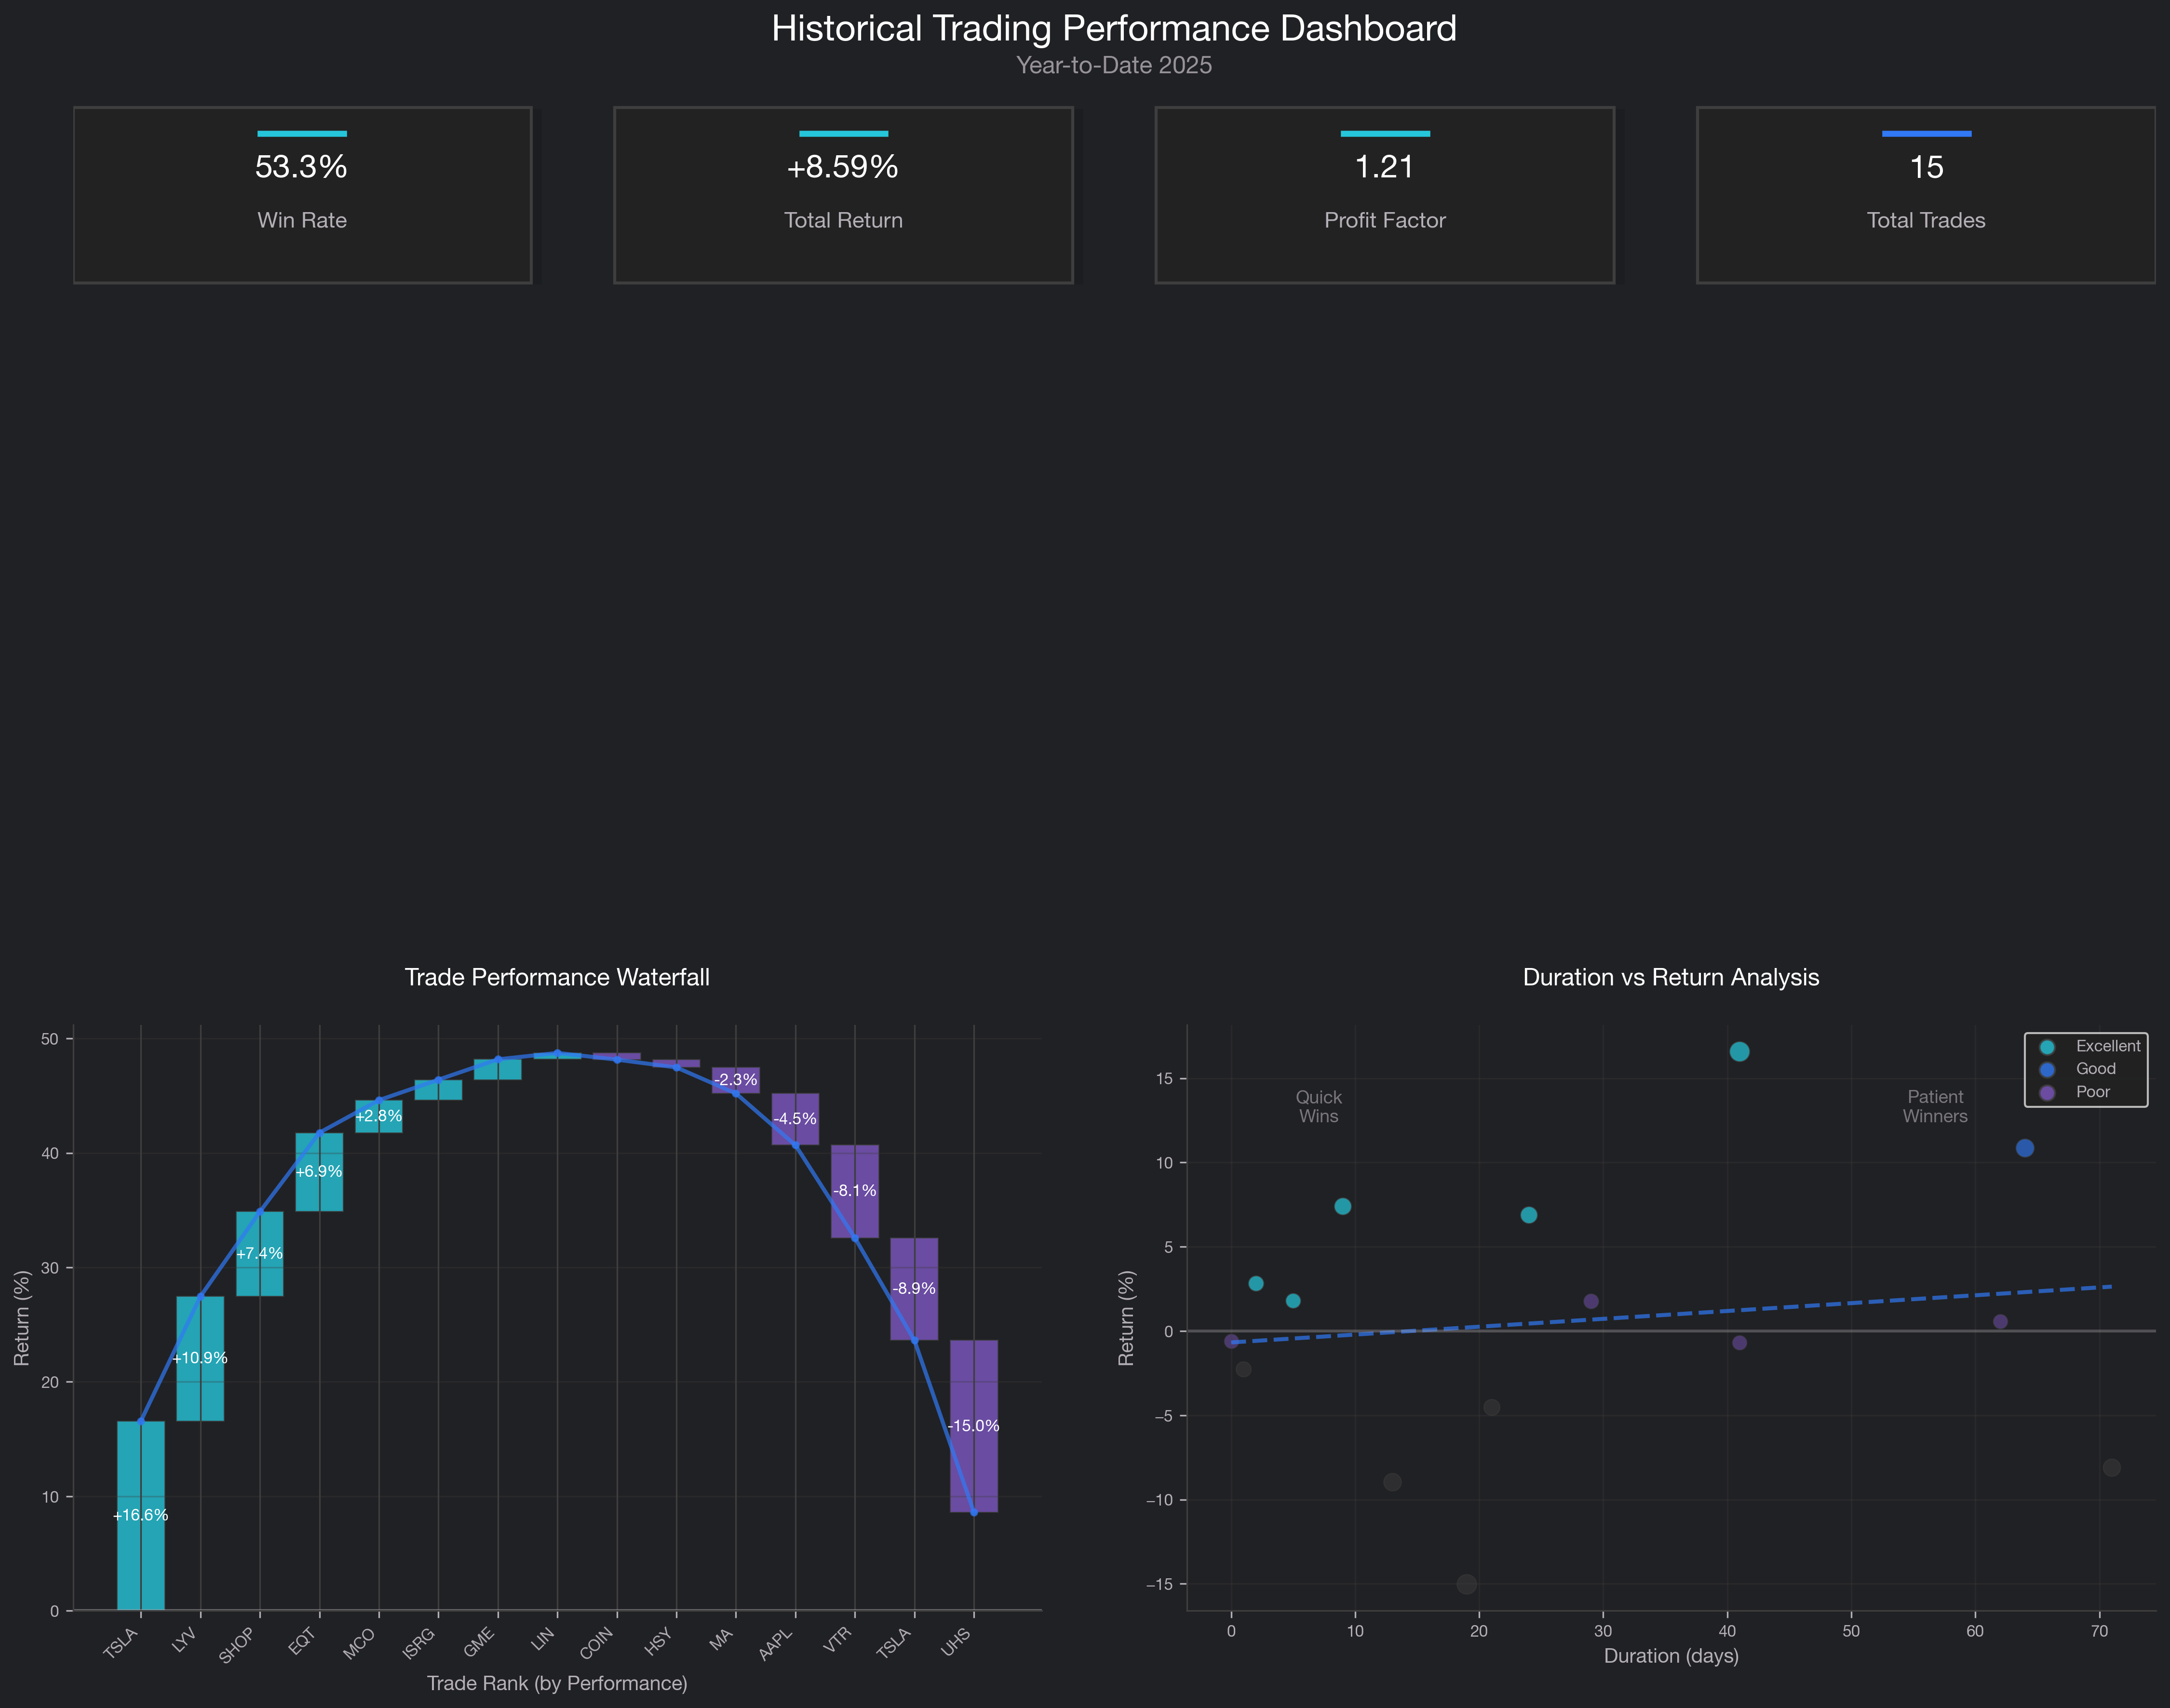 Historical Trading Performance Dashboard
Year-to-Date 2025
53.3%
Win Rate
+8.59%
Total Return
1.21
Profit Factor
15
Total Trades
Trade Performance Waterfall
Return (%)
50
40
30
20
10
0
+16.6%
+10.9%
+7.4%
+6.9%
+2.8%
-2.3%
-4.5%
-8.1%
-8.9%
-15.0%
TSLA
LYV
SHOP
EQT
MCO
ISRG
GME
LIN
COIN
HSY
MA
AAPL
VTR
TSLA
UHS
Trade Rank (by Performance)
Duration vs Return Analysis
Return (%)
15
10
5
0
−5
−10
−15
Quick
Wins
Patient
Winners
Excellent
Good
Poor
0
10
20
30
40
50
60
70
Duration (days)